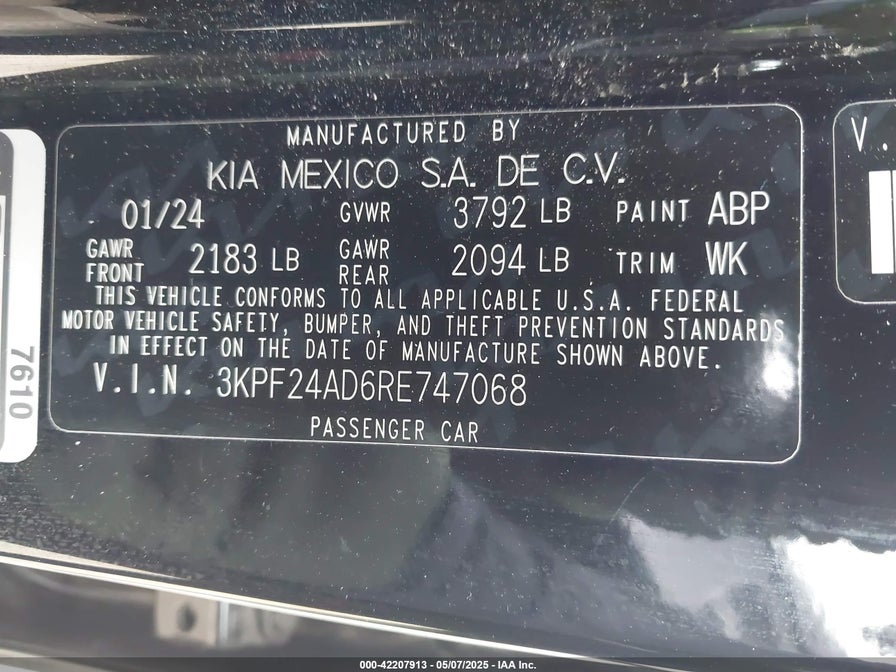 MANUFACTURED BY
KIA MEXICO S.A. DE C.V.
01/24 GVWR 3792 LB PAINT ABP
GAWR FRONT 2183 LB GAWR REAR 2094 LB TRIM WK
THIS VEHICLE CONFORMS TO ALL APPLICABLE U.S.A. FEDERAL
MOTOR VEHICLE SAFETY, BUMPER, AND THEFT PREVENTION STANDARDS
IN EFFECT ON THE DATE OF MANUFACTURE SHOWN ABOVE.
V.I.N. 3KPF24AD6RE747068
PASSENGER CAR
7610
V.
000-42207913 - 05/07/2025 - IAA Inc.